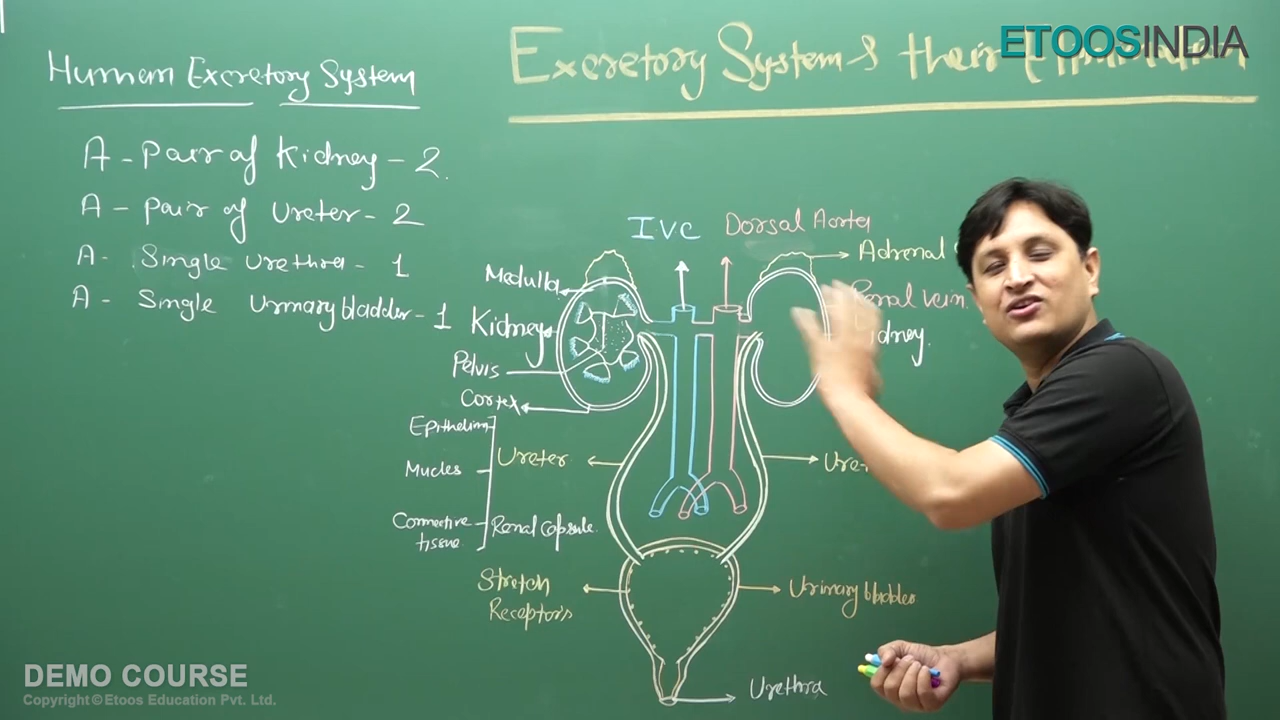 ETOOSINDIA
Excretory System & their
Human Excretory System
A - Pair of Kidney - 2.
A - Pair of Ureter - 2
A - Single Urethra - 1
A - Single Urinary bladder - 1
IVC
Dorsal Aorta
Medulla
Adrenal
Renal vein.
Kidney
Kidney.
Pelvis
Cortex
Epithelium
Ureter
Mucles
Connective
tissue
Renal capsule.
Stretch
Receptors
Urinary bladder
Urethra
DEMO COURSE
Copyright © Etoos Education Pvt. Ltd.